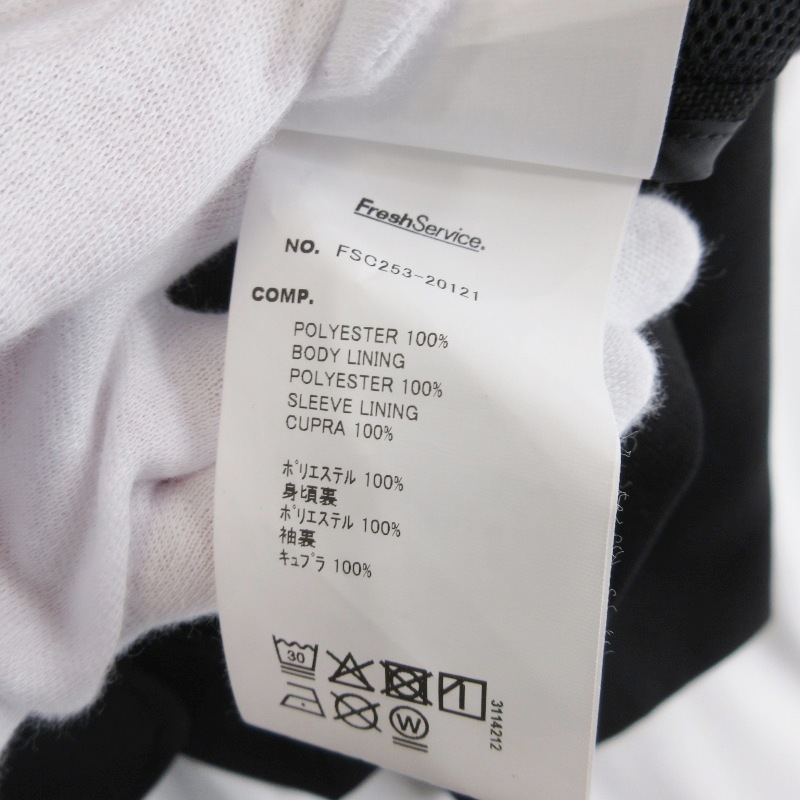 FreshService.
NO. FSC253-20121
COMP.
POLYESTER 100%
BODY LINING
POLYESTER 100%
SLEEVE LINING
CUPRA 100%
ポリエステル 100%
身頃裏
ポリエステル 100%
袖裏
キュプラ 100%
30
W
3114212